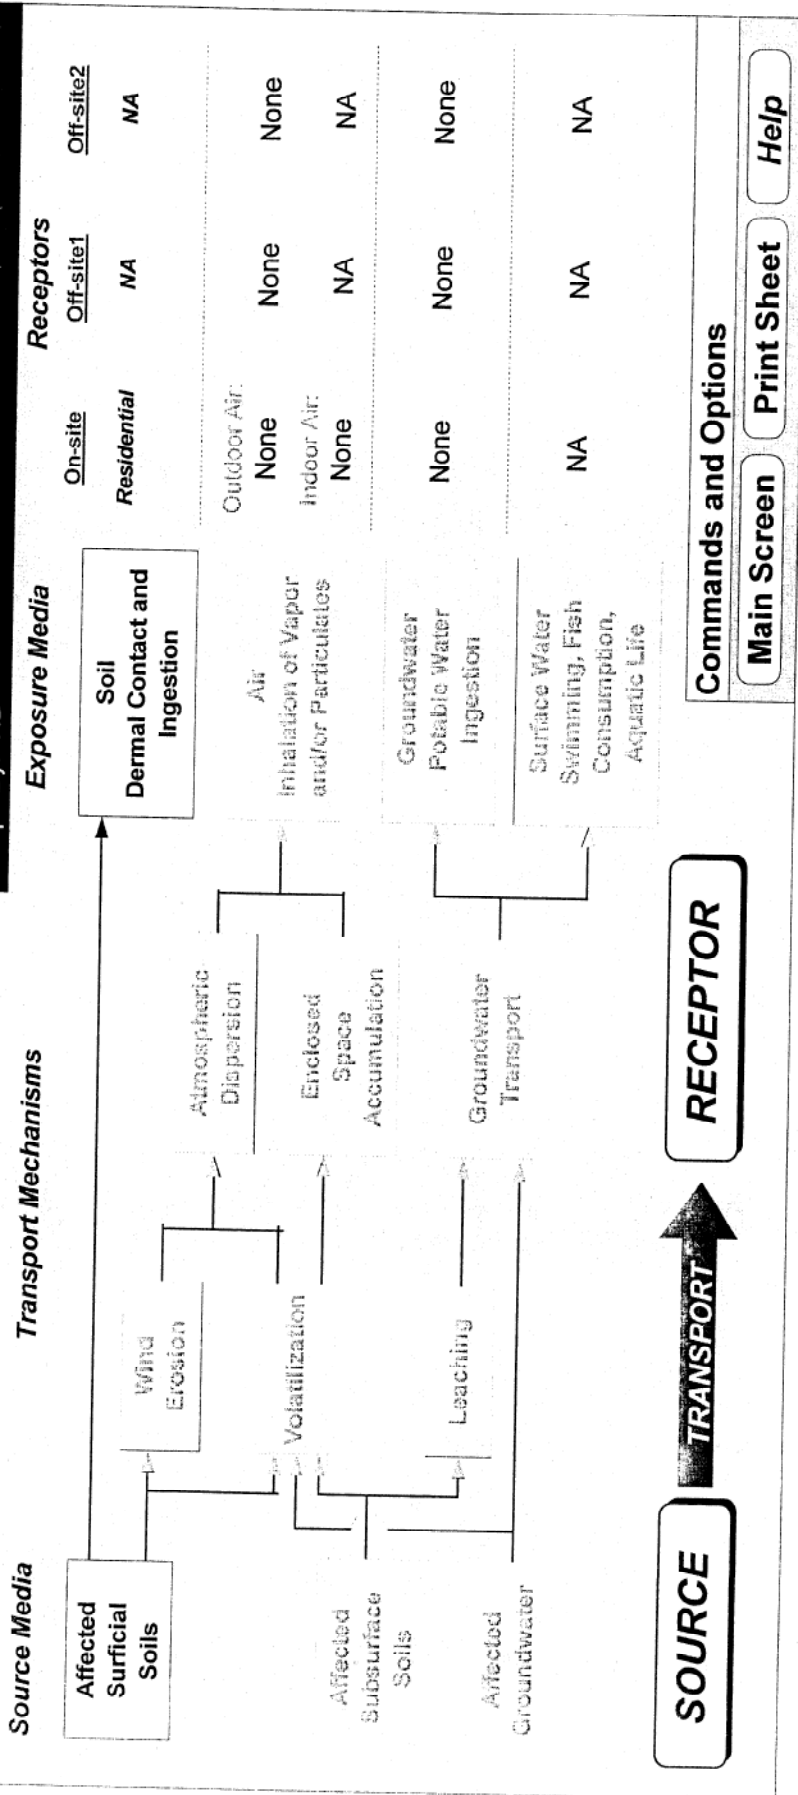 Source Media
Transport Mechanisms
Exposure Media
Receptors
On-site
Off-site1
Off-site2
Affected
Surficial
Soils
Soil
Dermal Contact and
Ingestion
Residential
NA
NA
Wind
Erosion
Atmospheric
Dispersion
Air
Inhalation of Vapor
and/or Particulates
Outdoor Air:
None
None
None
Volatilization
Enclosed
Space
Accumulation
Indoor Air:
None
NA
NA
Affected
Subsurface
Soils
Leaching
Groundwater
Transport
Groundwater
Potable Water
Ingestion
None
None
None
Affected
Groundwater
Surface Water
Swimming, Fish
Consumption,
Aquatic Life
NA
NA
NA
SOURCE
TRANSPORT
RECEPTOR
Commands and Options
Main Screen
Print Sheet
Help